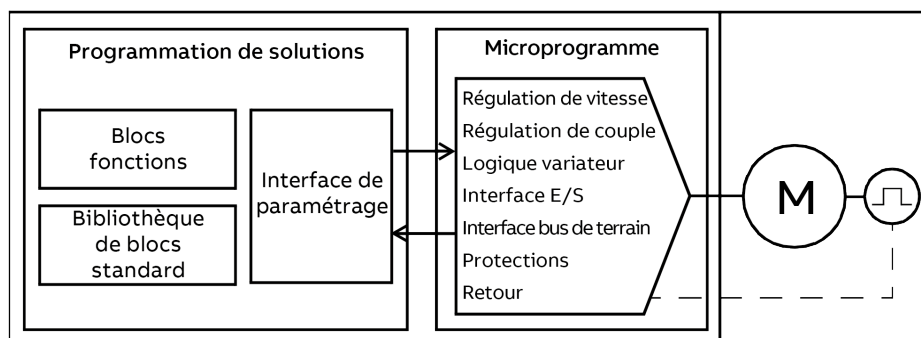 Programmation de solutions
Blocs
fonctions
Bibliothèque
de blocs
standard
Interface de
paramétrage
Microprogramme
Régulation de vitesse
Régulation de couple
Logique variateur
Interface E/S
Interface bus de terrain
Protections
Retour
M